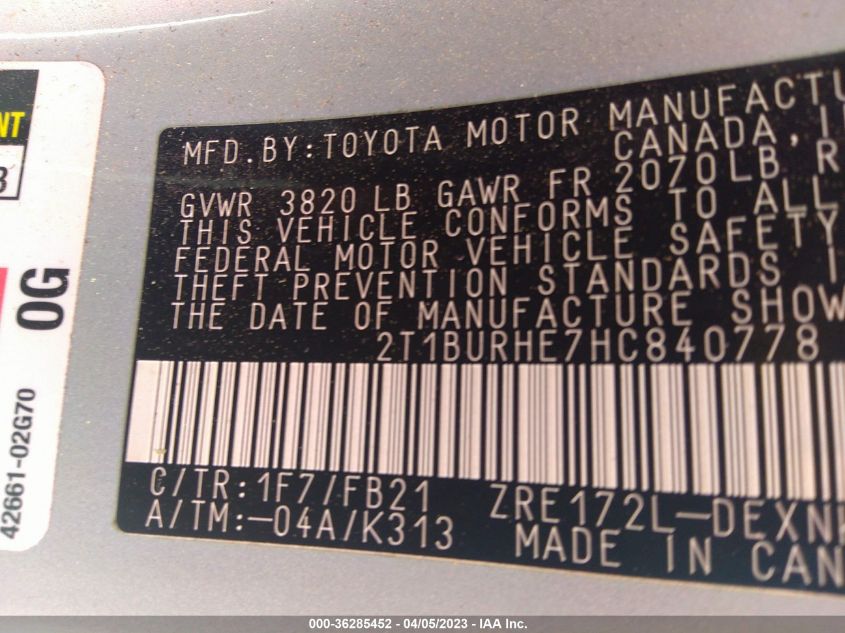 NT
3
0G
42661-02G70
MFD.BY:TOYOTA MOTOR MANUFACTU
CANADA,I
GVWR 3820 LB GAWR FR 2070LB R
THIS VEHICLE CONFORMS TO ALL
FEDERAL MOTOR VEHICLE SAFETY
THEFT PREVENTION STANDARDS I
THE DATE OF MANUFACTURE SHOW
2T1BURHE7HC840778
C/TR:1F7/FB21 ZRE172L-DEXN
A/TM:-04A/K313 MADE IN CAN
000-36285452 - 04/05/2023 - IAA Inc.